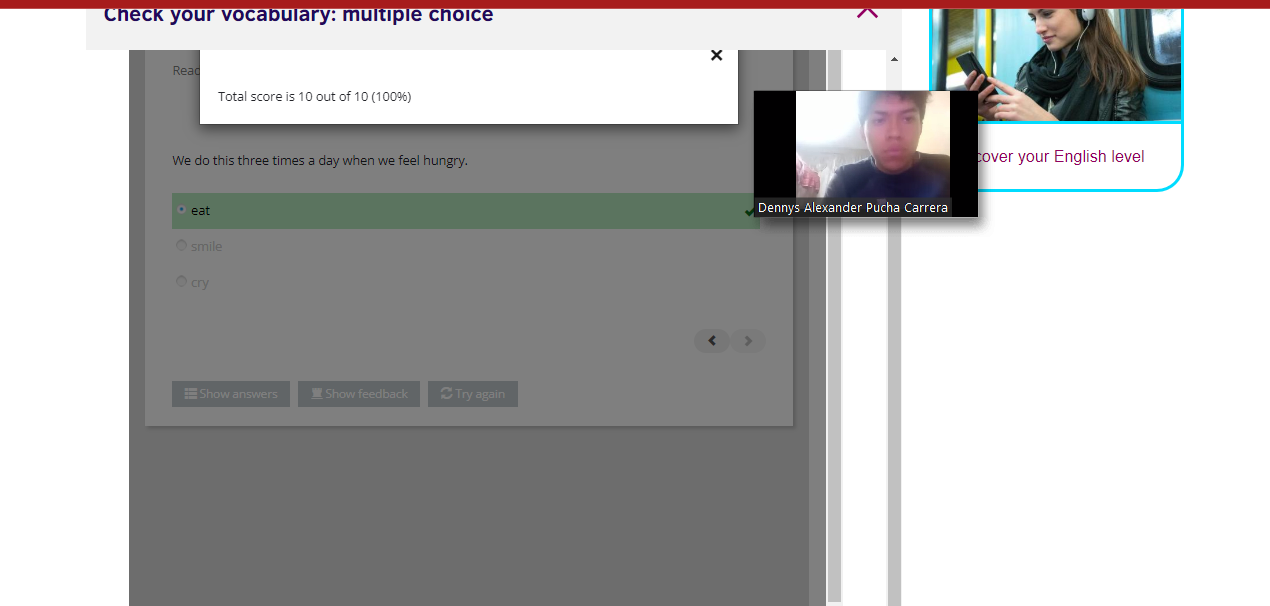 Check your vocabulary: multiple choice
Total score is 10 out of 10 (100%)
We do this three times a day when we feel hungry.
eat
smile
cry
Show answers
Show feedback
Try again
Dennys Alexander Pucha Carrera
cover your English level